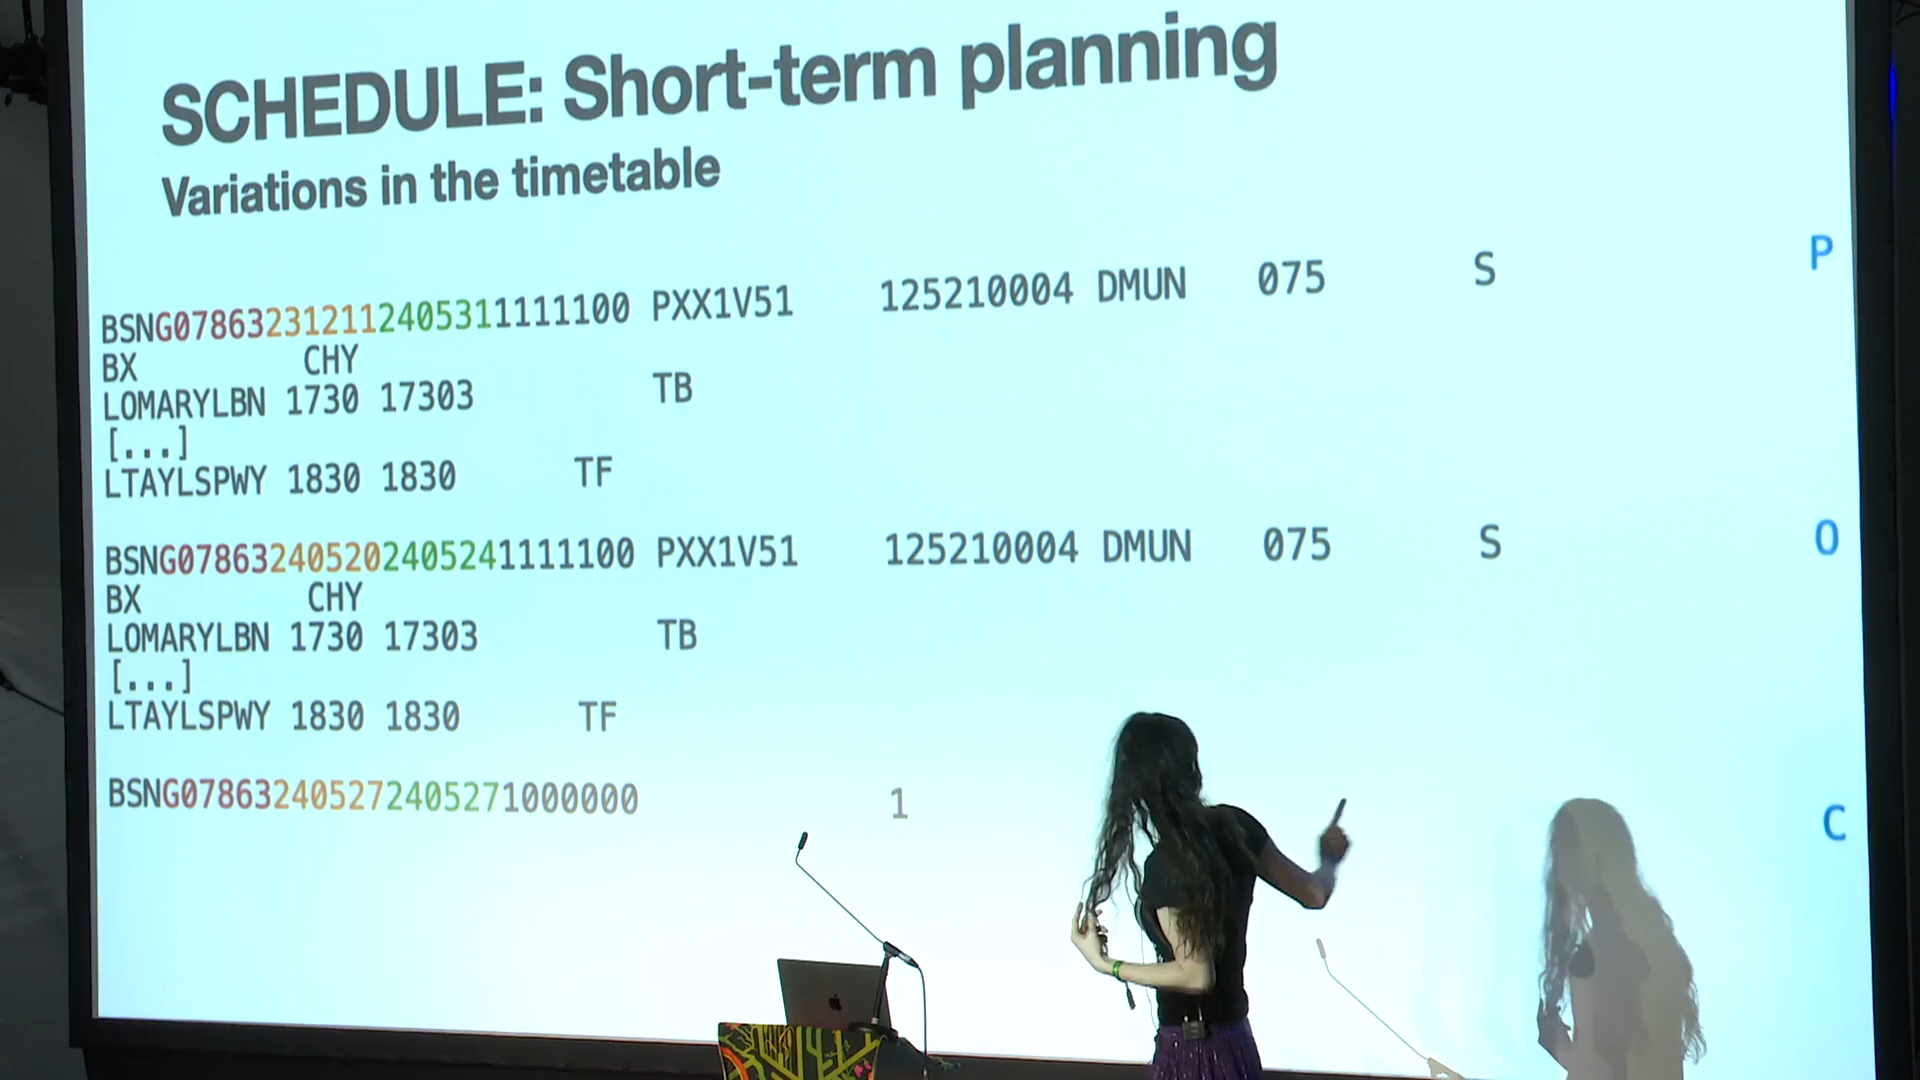 SCHEDULE: Short-term planning
Variations in the timetable
BSNG078632312112405311111100 PXX1V51 125210004 DMUN 075 S P
BX CHY
LOMARYLBN 1730 17303 TB
[...]
LTAYLSPWY 1830 1830 TF
BSNG078632405202405241111100 PXX1V51 125210004 DMUN 075 S O
BX CHY
LOMARYLBN 1730 17303 TB
[...]
LTAYLSPWY 1830 1830 TF
BSNG078632405272405271000000 1 C